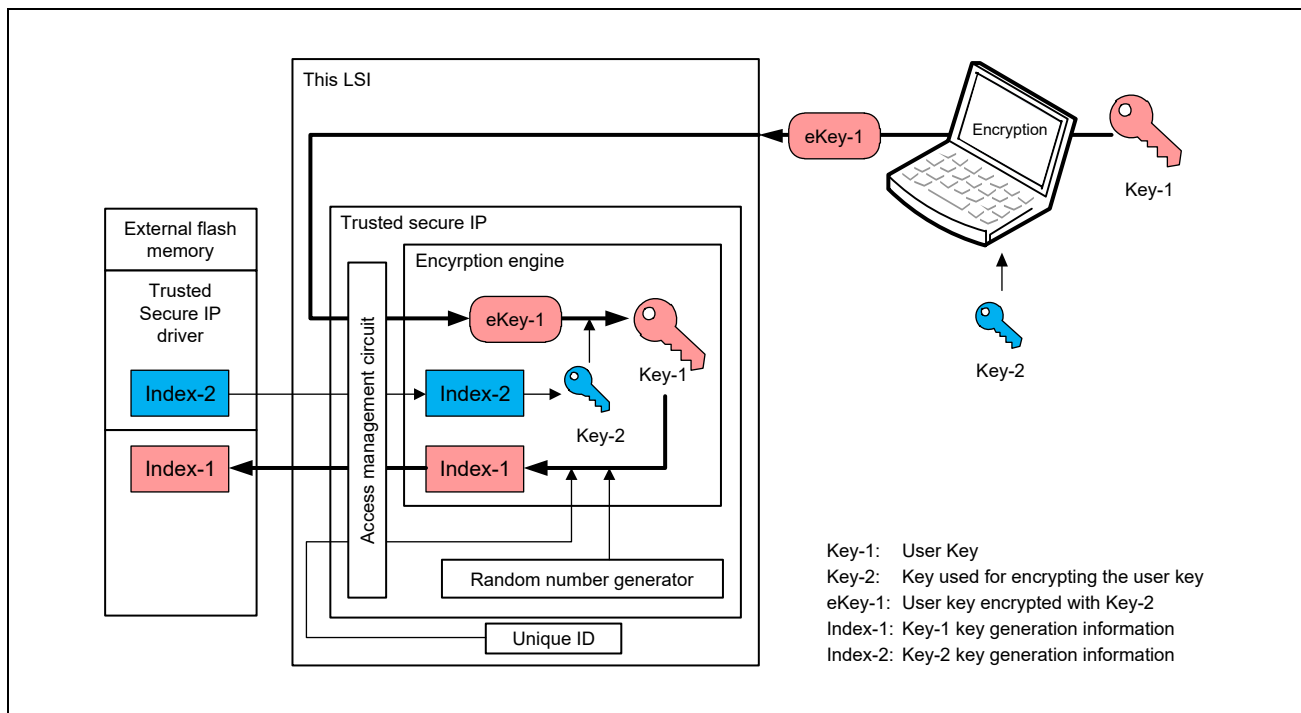 This LSI
eKey-1
Encryption
Key-1
External flash
memory
Trusted
Secure IP
driver
Index-2
Index-1
Trusted secure IP
Access management circuit
Encyrption engine
eKey-1
Key-1
Index-2
Key-2
Index-1
Random number generator
Unique ID
Key-2
Key-1: User Key
Key-2: Key used for encrypting the user key
eKey-1: User key encrypted with Key-2
Index-1: Key-1 key generation information
Index-2: Key-2 key generation information